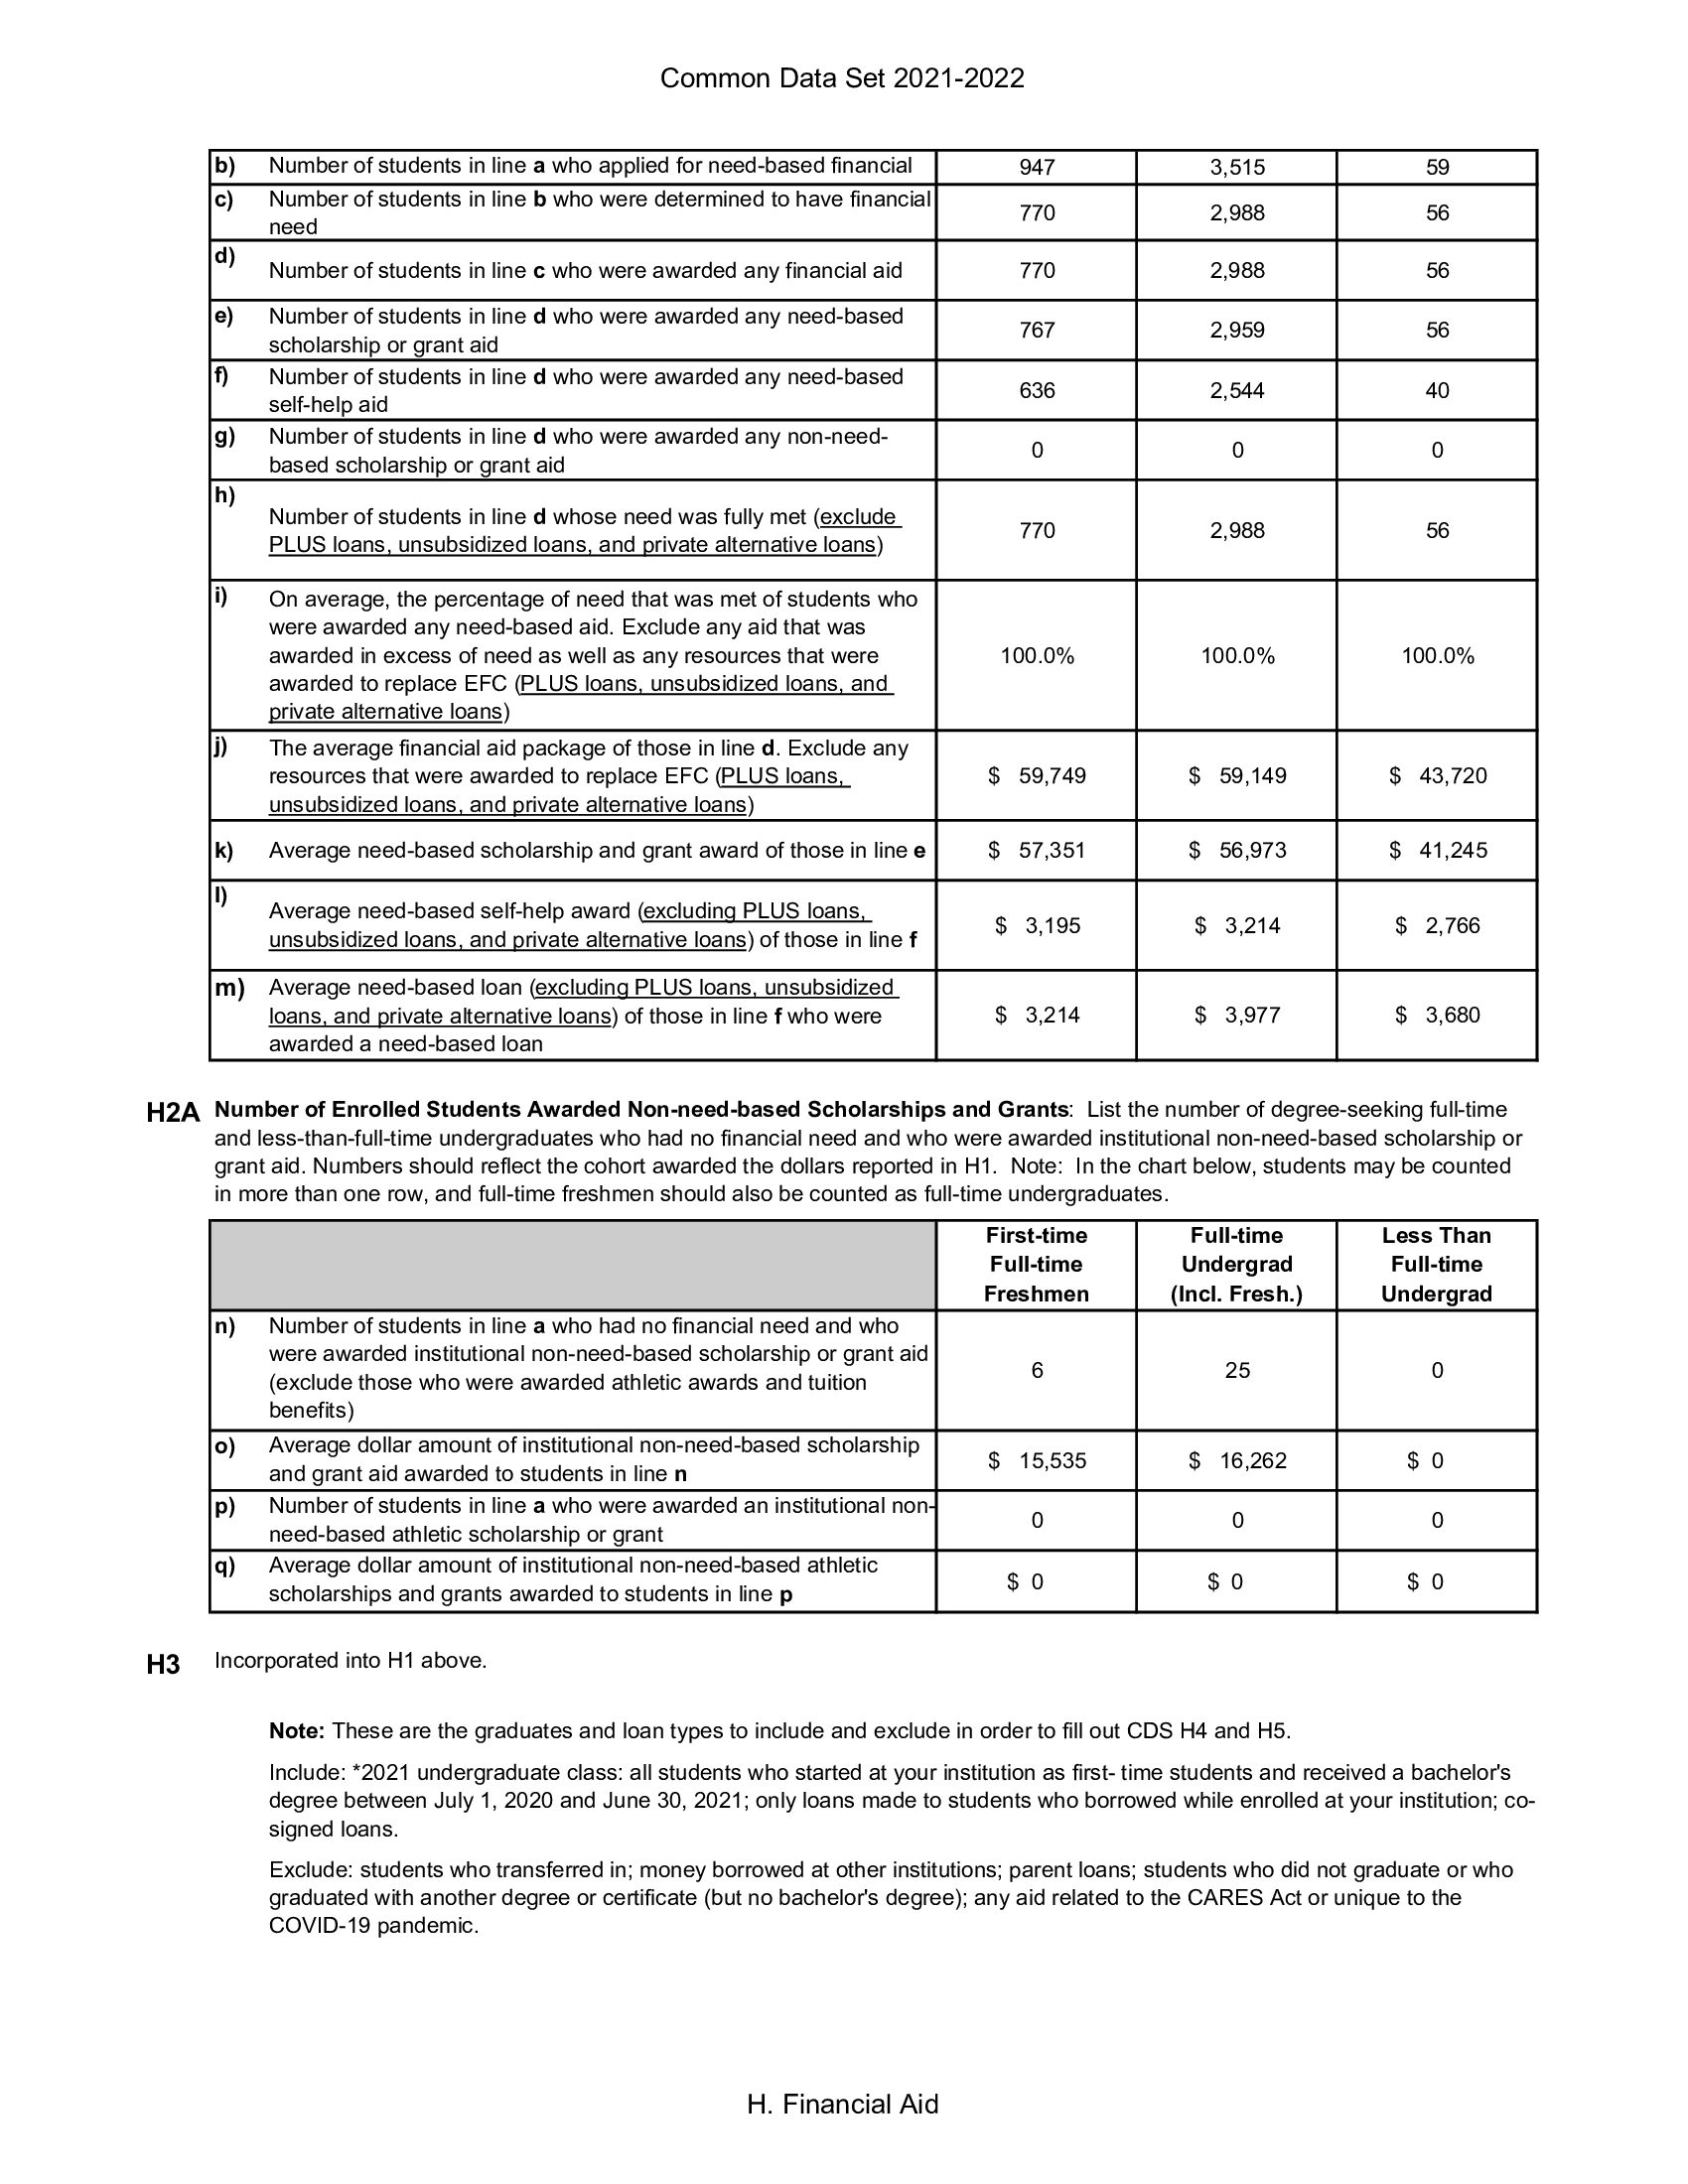 Common Data Set 2021-2022
b) Number of students in line a who applied for need-based financial 947 3,515 59
c) Number of students in line b who were determined to have financial
need 770 2,988 56
d) Number of students in line c who were awarded any financial aid 770 2,988 56
e) Number of students in line d who were awarded any need-based
scholarship or grant aid 767 2,959 56
f) Number of students in line d who were awarded any need-based
self-help aid 636 2,544 40
g) Number of students in line d who were awarded any non-need-
based scholarship or grant aid 0 0 0
h) Number of students in line d whose need was fully met (exclude
PLUS loans, unsubsidized loans, and private alternative loans) 770 2,988 56
i) On average, the percentage of need that was met of students who
were awarded any need-based aid. Exclude any aid that was
awarded in excess of need as well as any resources that were 100.0% 100.0% 100.0%
awarded to replace EFC (PLUS loans, unsubsidized loans, and
private alternative loans)
j) The average financial aid package of those in line d. Exclude any
resources that were awarded to replace EFC (PLUS loans, $ 59,749 $ 59,149 $ 43,720
unsubsidized loans, and private alternative loans)
k) Average need-based scholarship and grant award of those in line e $ 57,351 $ 56,973 $ 41,245
l) Average need-based self-help award (excluding PLUS loans,
unsubsidized loans, and private alternative loans) of those in line f $ 3,195 $ 3,214 $ 2,766
m) Average need-based loan (excluding PLUS loans, unsubsidized
loans, and private alternative loans) of those in line f who were $ 3,214 $ 3,977 $ 3,680
awarded a need-based loan
H2A Number of Enrolled Students Awarded Non-need-based Scholarships and Grants: List the number of degree-seeking full-time
and less-than-full-time undergraduates who had no financial need and who were awarded institutional non-need-based scholarship or
grant aid. Numbers should reflect the cohort awarded the dollars reported in H1. Note: In the chart below, students may be counted
in more than one row, and full-time freshmen should also be counted as full-time undergraduates.
First-time Full-time Less Than
Full-time Undergrad Full-time
Freshmen (Incl. Fresh.) Undergrad
n) Number of students in line a who had no financial need and who
were awarded institutional non-need-based scholarship or grant aid
(exclude those who were awarded athletic awards and tuition 6 25 0
benefits)
o) Average dollar amount of institutional non-need-based scholarship
and grant aid awarded to students in line n $ 15,535 $ 16,262 $ 0
p) Number of students in line a who were awarded an institutional non-
need-based athletic scholarship or grant 0 0 0
q) Average dollar amount of institutional non-need-based athletic
scholarships and grants awarded to students in line p $ 0 $ 0 $ 0
H3 Incorporated into H1 above.
Note: These are the graduates and loan types to include and exclude in order to fill out CDS H4 and H5.
Include: *2021 undergraduate class: all students who started at your institution as first- time students and received a bachelor's
degree between July 1, 2020 and June 30, 2021; only loans made to students who borrowed while enrolled at your institution; co-
signed loans.
Exclude: students who transferred in; money borrowed at other institutions; parent loans; students who did not graduate or who
graduated with another degree or certificate (but no bachelor's degree); any aid related to the CARES Act or unique to the
COVID-19 pandemic.
H. Financial Aid